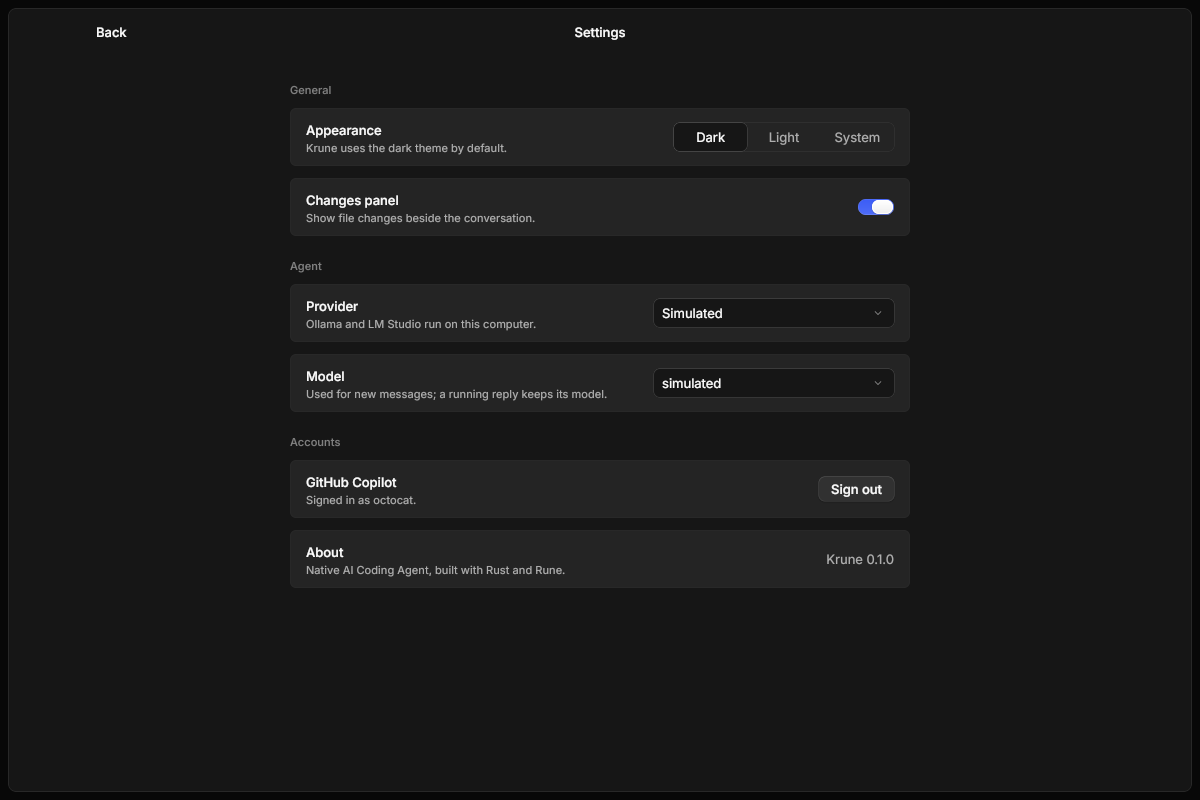 Back
Settings
General
Appearance
Krune uses the dark theme by default.
Dark
Light
System
Changes panel
Show file changes beside the conversation.
Agent
Provider
Ollama and LM Studio run on this computer.
Simulated
Model
Used for new messages; a running reply keeps its model.
simulated
Accounts
GitHub Copilot
Signed in as octocat.
Sign out
About
Native AI Coding Agent, built with Rust and Rune.
Krune 0.1.0